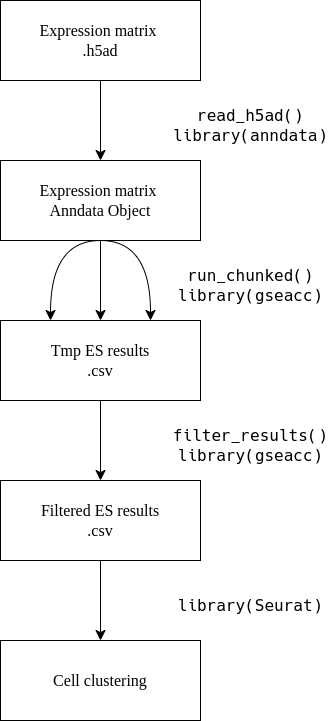 Expression matrix
.h5ad
read_h5ad()
library(anndata)
Expression matrix
Anndata Object
run_chunked()
library(gseacc)
Tmp ES results
.csv
filter_results()
library(gseacc)
Filtered ES results
.csv
library(Seurat)
Cell clustering